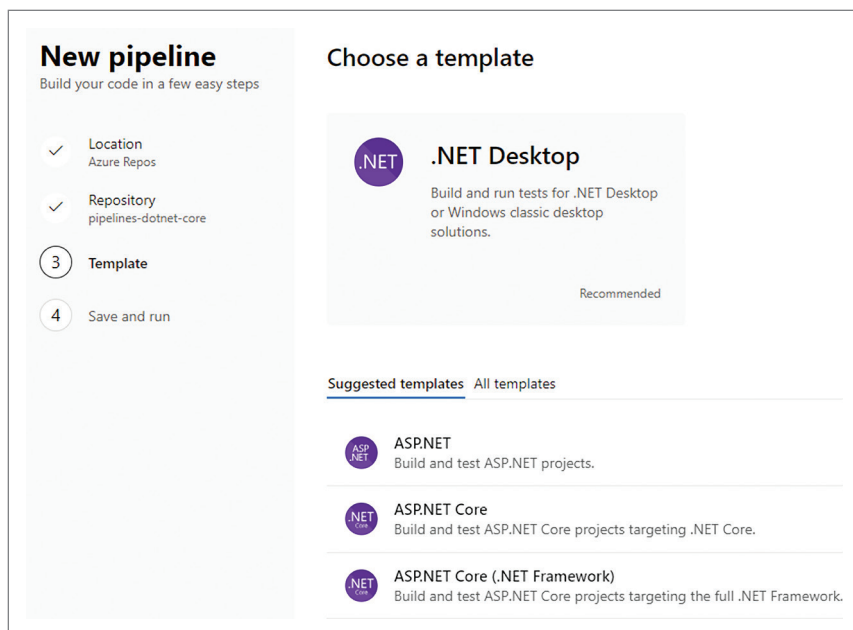 New pipeline
Build your code in a few easy steps
Location
Azure Repos
Repository
pipelines-dotnet-core
3 Template
4 Save and run
Choose a template
.NET
.NET Desktop
Build and run tests for .NET Desktop
or Windows classic desktop
solutions.
Recommended
Suggested templates All templates
ASP
.NET
ASP.NET
Build and test ASP.NET projects.
.NET
Core
ASP.NET Core
Build and test ASP.NET Core projects targeting .NET Core.
.NET
Core
ASP.NET Core (.NET Framework)
Build and test ASP.NET Core projects targeting the full .NET Framework.